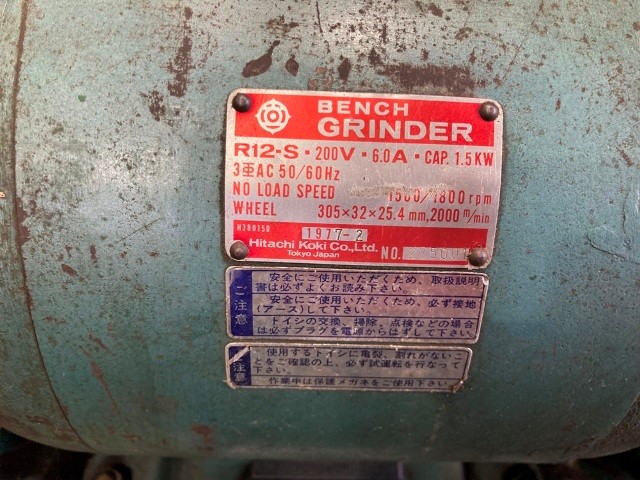 BENCH
GRINDER
R12-S・200V・6.0A・CAP. 1.5KW
3亜AC 50/60Hz
NO LOAD SPEED 1500/1800rpm
WHEEL 305×32×25.4mm,2000m/min
1977-2
Hitachi Koki Co., Ltd. NO.
Tokyo Japan
ご注意
安全にご使用いただくため、取扱説明
書は必ずよくお読み下さい。
安全にご使用いただくため、必ず接地
(アース)して下さい。
トイシの交換、掃除、点検などの場合
は必ずプラグを電源からはずして下さい。
ご注意
使用するトイシに亀裂、割れがないこ
とをご確認の上、必ず試運転を行なって
下さい。
作業中は保護メガネをご使用下さい。